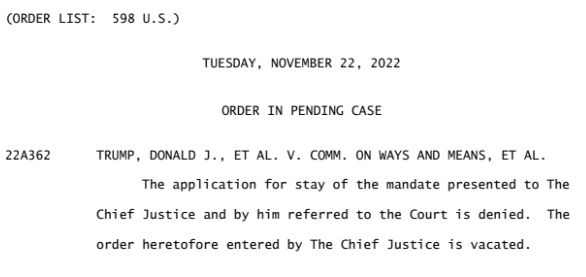 (ORDER LIST: 598 U.S.)
TUESDAY, NOVEMBER 22, 2022
ORDER IN PENDING CASE
22A362 TRUMP, DONALD J., ET AL. V. COMM. ON WAYS AND MEANS, ET AL.
The application for stay of the mandate presented to The
Chief Justice and by him referred to the Court is denied. The
order heretofore entered by The Chief Justice is vacated.